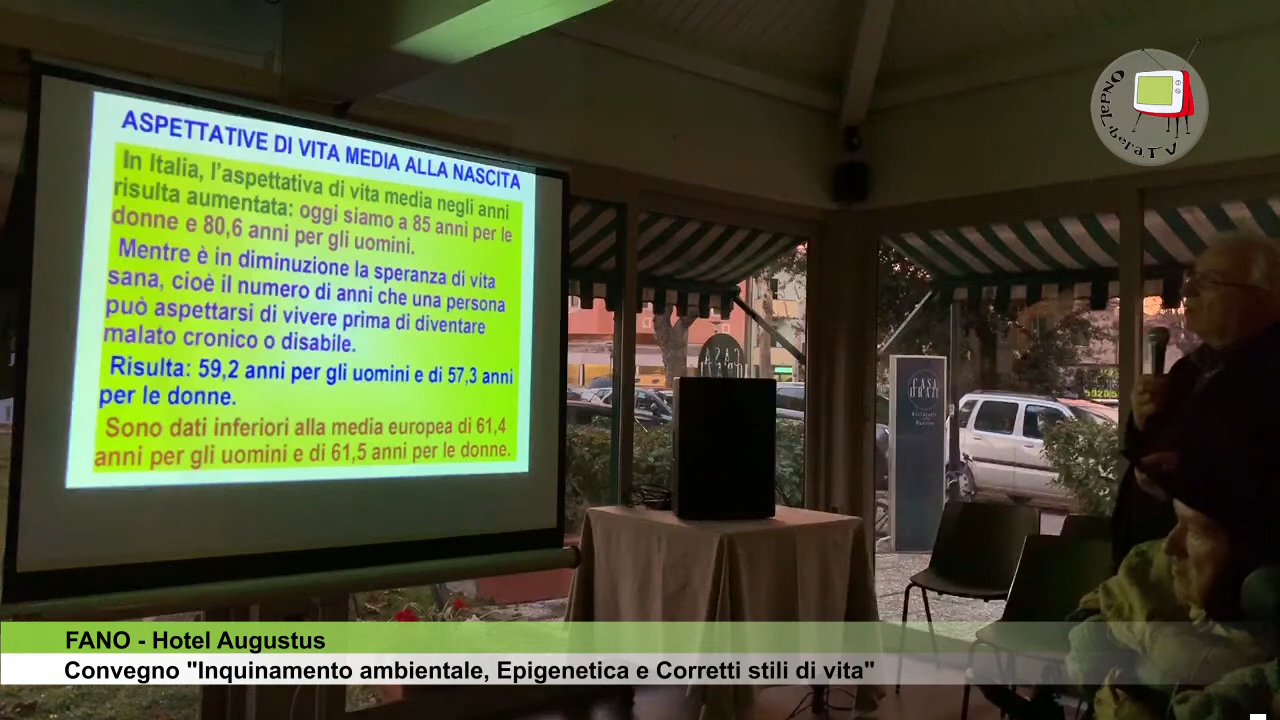 ASPETTATIVE DI VITA MEDIA ALLA NASCITA
In Italia, l'aspettativa di vita media negli anni
risulta aumentata: oggi siamo a 85 anni per le
donne e 80,6 anni per gli uomini.
Mentre è in diminuzione la speranza di vita
sana, cioè il numero di anni che una persona
può aspettarsi di vivere prima di diventare
malato cronico o disabile.
Risulta: 59,2 anni per gli uomini e di 57,3 anni
per le donne.
Sono dati inferiori alla media europea di 61,4
anni per gli uomini e di 61,5 anni per le donne.
CASA
ORAZI
FANO - Hotel Augustus
Convegno "Inquinamento ambientale, Epigenetica e Corretti stili di vita"